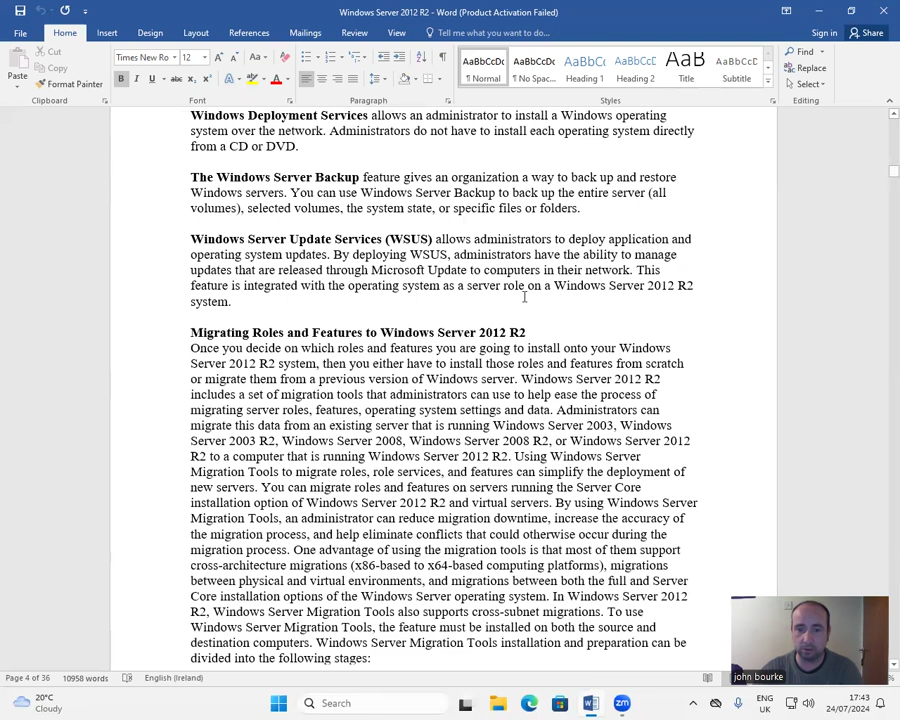 Windows Server 2012 R2 - Word (Product Activation Failed)
File Home Insert Design Layout References Mailings Review View Tell me what you want to do... Sign in Share
Paste
Cut
Copy
Format Painter
Clipboard
Times New Ro 12
Font
Paragraph
AaBbCcDc AaBbCcDc AaBbCc AaBbCcC AaB AaBbCcD
¶ Normal ¶ No Spac... Heading 1 Heading 2 Title Subtitle
Styles
Find
Replace
Select
Editing
Windows Deployment Services allows an administrator to install a Windows operating
system over the network. Administrators do not have to install each operating system directly
from a CD or DVD.
The Windows Server Backup feature gives an organization a way to back up and restore
Windows servers. You can use Windows Server Backup to back up the entire server (all
volumes), selected volumes, the system state, or specific files or folders.
Windows Server Update Services (WSUS) allows administrators to deploy application and
operating system updates. By deploying WSUS, administrators have the ability to manage
updates that are released through Microsoft Update to computers in their network. This
feature is integrated with the operating system as a server role on a Windows Server 2012 R2
system.
Migrating Roles and Features to Windows Server 2012 R2
Once you decide on which roles and features you are going to install onto your Windows
Server 2012 R2 system, then you either have to install those roles and features from scratch
or migrate them from a previous version of Windows server. Windows Server 2012 R2
includes a set of migration tools that administrators can use to help ease the process of
migrating server roles, features, operating system settings and data. Administrators can
migrate this data from an existing server that is running Windows Server 2003, Windows
Server 2003 R2, Windows Server 2008, Windows Server 2008 R2, or Windows Server 2012
R2 to a computer that is running Windows Server 2012 R2. Using Windows Server
Migration Tools to migrate roles, role services, and features can simplify the deployment of
new servers. You can migrate roles and features on servers running the Server Core
installation option of Windows Server 2012 R2 and virtual servers. By using Windows Server
Migration Tools, an administrator can reduce migration downtime, increase the accuracy of
the migration process, and help eliminate conflicts that could otherwise occur during the
migration process. One advantage of using the migration tools is that most of them support
cross-architecture migrations (x86-based to x64-based computing platforms), migrations
between physical and virtual environments, and migrations between both the full and Server
Core installation options of the Windows Server operating system. In Windows Server 2012
R2, Windows Server Migration Tools also supports cross-subnet migrations. To use
Windows Server Migration Tools, the feature must be installed on both the source and
destination computers. Windows Server Migration Tools installation and preparation can be
divided into the following stages:
john bourke
Page 4 of 36 10958 words English (Ireland)
20°C
Cloudy
Search
ENG
UK
17:43
24/07/2024